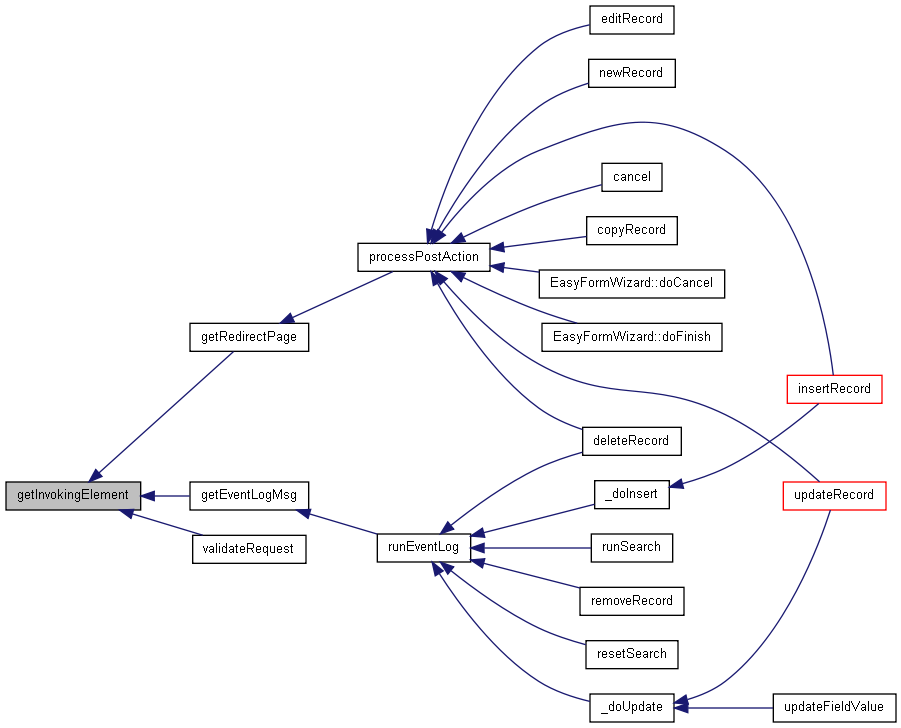 editRecord
newRecord
cancel
copyRecord
processPostAction
EasyFormWizard::doCancel
getRedirectPage
EasyFormWizard::doFinish
insertRecord
deleteRecord
getInvokingElement
getEventLogMsg
_doInsert
updateRecord
validateRequest
runEventLog
runSearch
removeRecord
resetSearch
_doUpdate
updateFieldValue